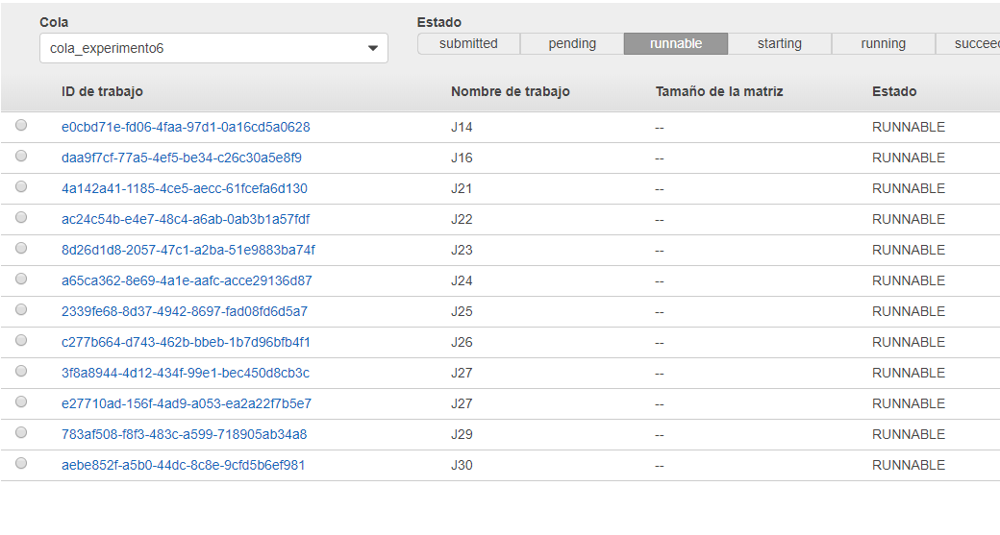 Cola Estado
cola_experimento6 submitted pending runnable starting running succeed
ID de trabajo Nombre de trabajo Tamaño de la matriz Estado
e0cbd71e-fd06-4faa-97d1-0a16cd5a0628 J14 -- RUNNABLE
daa9f7cf-77a5-4ef5-be34-c26c30a5e8f9 J16 -- RUNNABLE
4a142a41-1185-4ce5-aecc-61fcefa6d130 J21 -- RUNNABLE
ac24c54b-e4e7-48c4-a6ab-0ab3b1a57fdf J22 -- RUNNABLE
8d26d1d8-2057-47c1-a2ba-51e9883ba74f J23 -- RUNNABLE
a65ca362-8e69-4a1e-aafc-acce29136d87 J24 -- RUNNABLE
2339fe68-8d37-4942-8697-fad08fd6d5a7 J25 -- RUNNABLE
c277b664-d743-462b-bbeb-1b7d96bfb4f1 J26 -- RUNNABLE
3f8a8944-4d12-434f-99e1-bec450d8cb3c J27 -- RUNNABLE
e27710ad-156f-4ad9-a053-ea2a22f7b5e7 J27 -- RUNNABLE
783af508-f8f3-483c-a599-718905ab34a8 J29 -- RUNNABLE
aebe852f-a5b0-44dc-8c8e-9cfd5b6ef981 J30 -- RUNNABLE